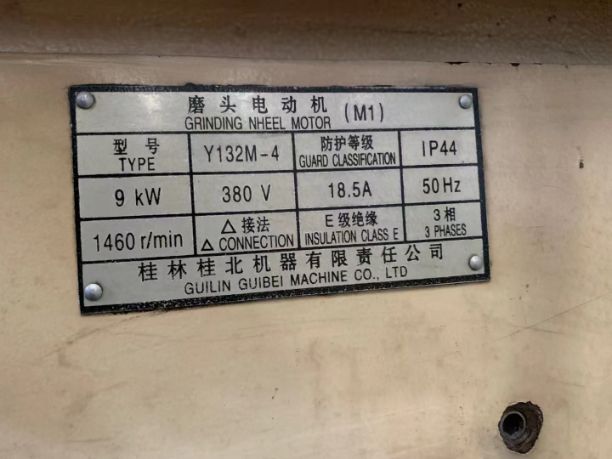 磨头电动机 (M1)
GRINDING NHEEL MOTOR
型号 Y132M-4 防护等级 IP44
TYPE GUARD CLASSIFICATION
9 kW 380 V 18.5A 50 Hz
1460 r/min △接法 E级绝缘 3相
△ CONNECTION INSULATION CLASS E 3 PHASES
桂林桂北机器有限责任公司
GUILIN GUIBEI MACHINE CO., LTD